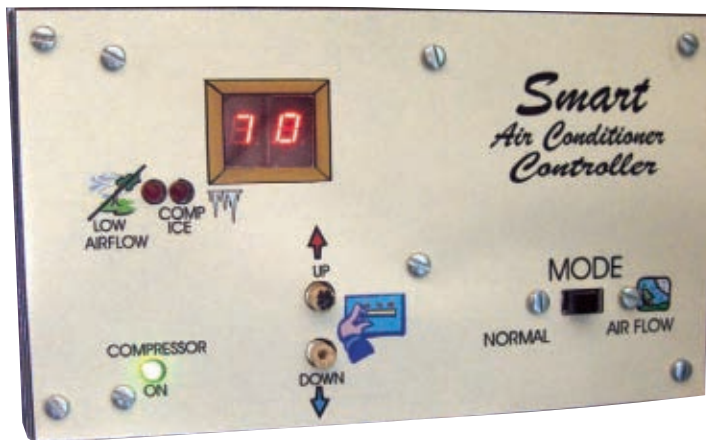 70
Smart
Air Conditioner
Controller
LOW
AIRFLOW
COMP
ICE
UP
DOWN
COMPRESSOR
ON
MODE
NORMAL
AIR FLOW